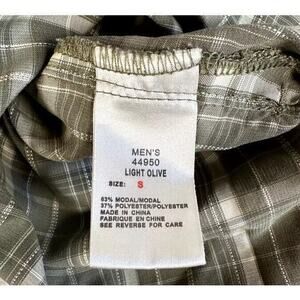 MEN'S
44950
LIGHT OLIVE
SIZE: S
63% MODAL/MODAL
37% POLYESTER/POLYESTER
MADE IN CHINA
FABRIQUE EN CHINE
SEE REVERSE FOR CARE